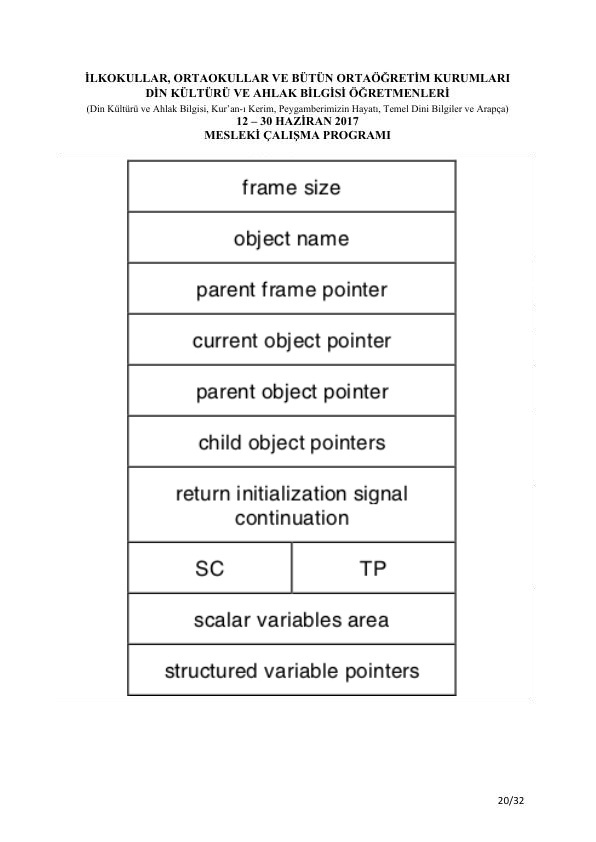 İLKOKULLAR, ORTAOKULLAR VE BÜTÜN ORTAÖĞRETİM KURUMLARI
DİN KÜLTÜRÜ VE AHLAK BİLGİSİ ÖĞRETMENLERİ
(Din Kültürü ve Ahlak Bilgisi, Kur’an-ı Kerim, Peygamberimizin Hayatı, Temel Dini Bilgiler ve Arapça)
12 – 30 HAZİRAN 2017
MESLEKİ ÇALIŞMA PROGRAMI
frame size
object name
parent frame pointer
current object pointer
parent object pointer
child object pointers
return initialization signal
continuation
SC TP
scalar variables area
structured variable pointers
20/32